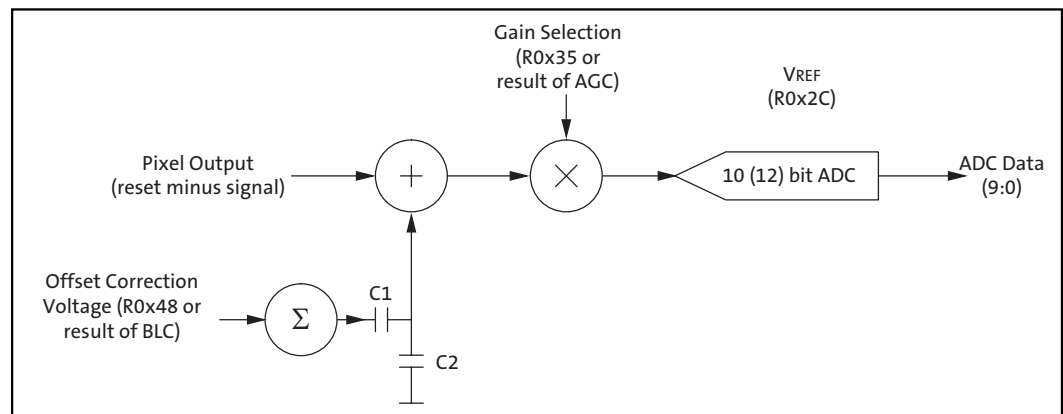 Gain Selection
(R0x35 or
result of AGC)
VREF
(R0x2C)
Pixel Output
(reset minus signal)
+
×
10 (12) bit ADC
ADC Data
(9:0)
Offset Correction
Voltage (R0x48 or
result of BLC)
Σ
C1
C2